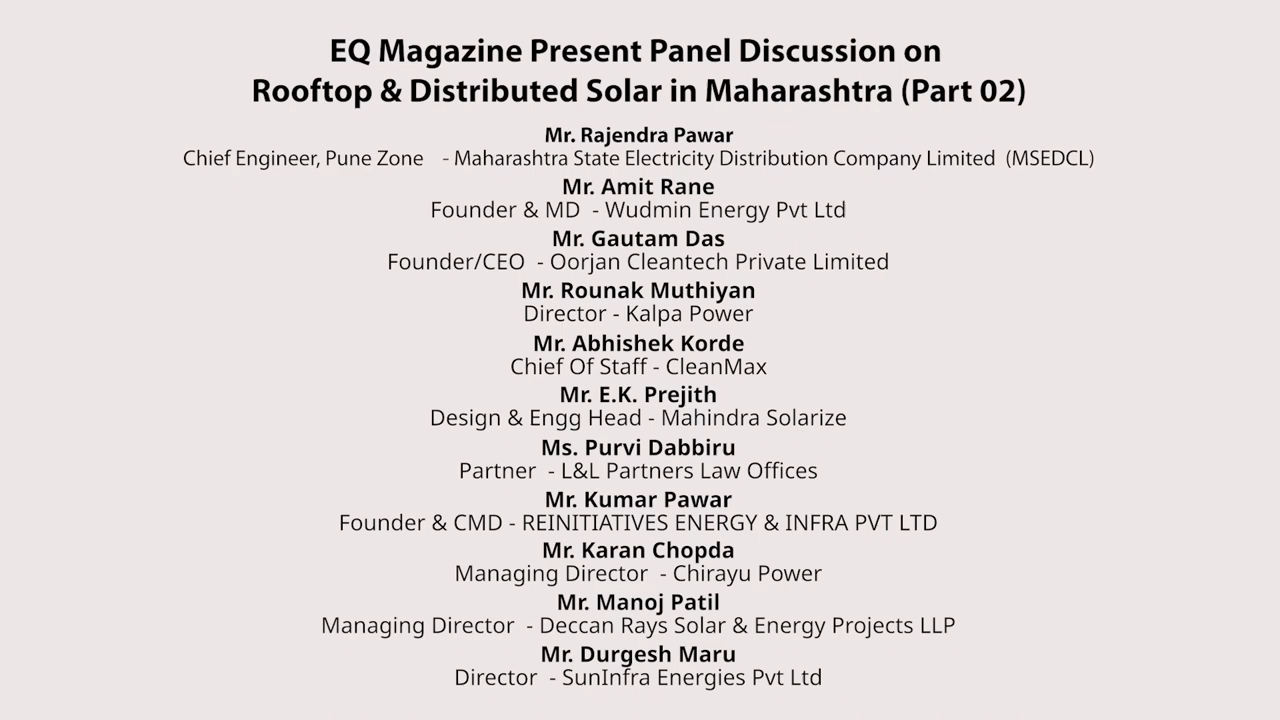 EQ Magazine Present Panel Discussion on
Rooftop & Distributed Solar in Maharashtra (Part 02)
Mr. Rajendra Pawar
Chief Engineer, Pune Zone - Maharashtra State Electricity Distribution Company Limited (MSEDCL)
Mr. Amit Rane
Founder & MD - Wudmin Energy Pvt Ltd
Mr. Gautam Das
Founder/CEO - Oorjan Cleantech Private Limited
Mr. Rounak Muthiyan
Director - Kalpa Power
Mr. Abhishek Korde
Chief Of Staff - CleanMax
Mr. E.K. Prejith
Design & Engg Head - Mahindra Solarize
Ms. Purvi Dabbiru
Partner - L&L Partners Law Offices
Mr. Kumar Pawar
Founder & CMD - REINITIATIVES ENERGY & INFRA PVT LTD
Mr. Karan Chopda
Managing Director - Chirayu Power
Mr. Manoj Patil
Managing Director - Deccan Rays Solar & Energy Projects LLP
Mr. Durgesh Maru
Director - SunInfra Energies Pvt Ltd